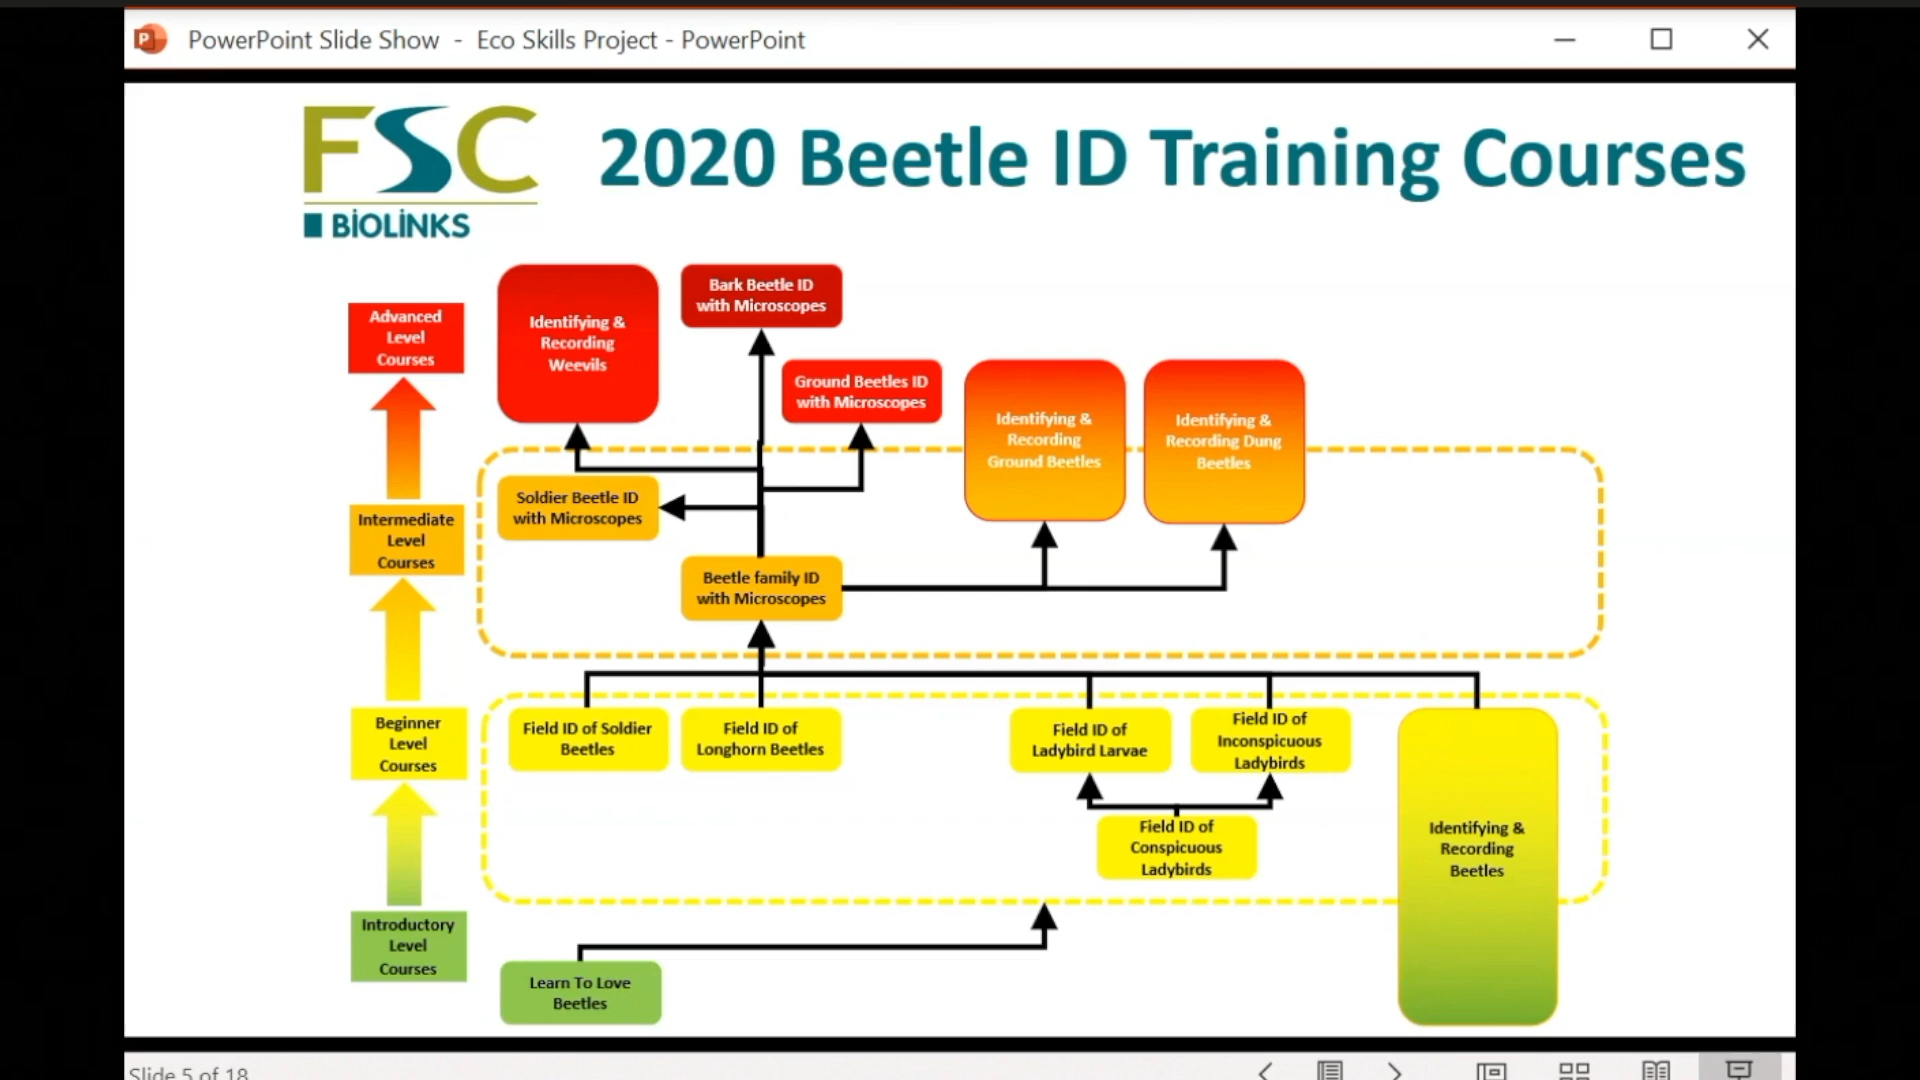 PowerPoint Slide Show - Eco Skills Project - PowerPoint
FSC
BIOLINKS
2020 Beetle ID Training Courses
Advanced
Level
Courses
Identifying &
Recording
Weevils
Bark Beetle ID
with Microscopes
Ground Beetles ID
with Microscopes
Identifying &
Recording
Ground Beetles
Identifying &
Recording Dung
Beetles
Intermediate
Level
Courses
Soldier Beetle ID
with Microscopes
Beetle family ID
with Microscopes
Beginner
Level
Courses
Field ID of Soldier
Beetles
Field ID of
Longhorn Beetles
Field ID of
Ladybird Larvae
Field ID of
Inconspicuous
Ladybirds
Field ID of
Conspicuous
Ladybirds
Identifying &
Recording
Beetles
Introductory
Level
Courses
Learn To Love
Beetles
Slide 5 of 18